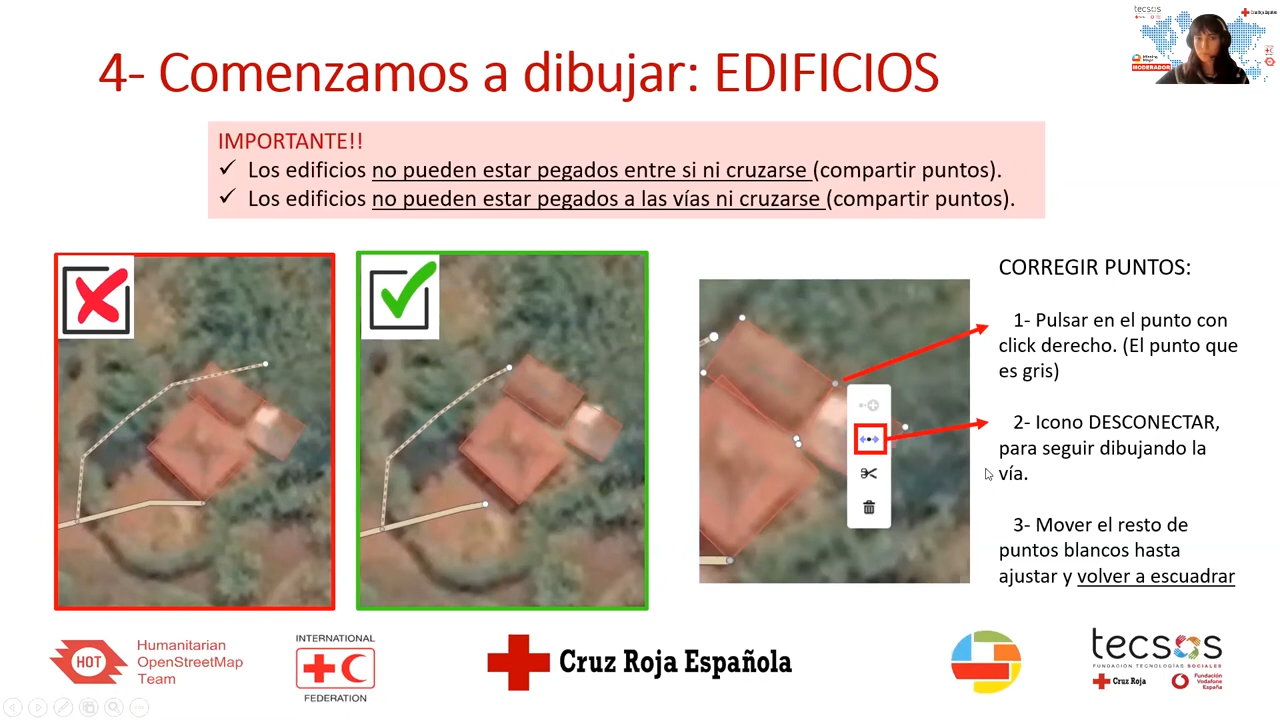 tecsos
Cruz Roja Española
MODERADOR
4- Comenzamos a dibujar: EDIFICIOS
IMPORTANTE!!
✓ Los edificios no pueden estar pegados entre si ni cruzarse (compartir puntos).
✓ Los edificios no pueden estar pegados a las vías ni cruzarse (compartir puntos).
CORREGIR PUNTOS:
1- Pulsar en el punto con
click derecho. (El punto que
es gris)
2- Icono DESCONECTAR,
para seguir dibujando la
vía.
3- Mover el resto de
puntos blancos hasta
ajustar y volver a escuadrar
HOT
Humanitarian
OpenStreetMap
Team
INTERNATIONAL
FEDERATION
Cruz Roja Española
tecsos
FUNDACIÓN TECNOLOGÍAS SOCIALES
Cruz Roja
Fundación
Vodafone
España